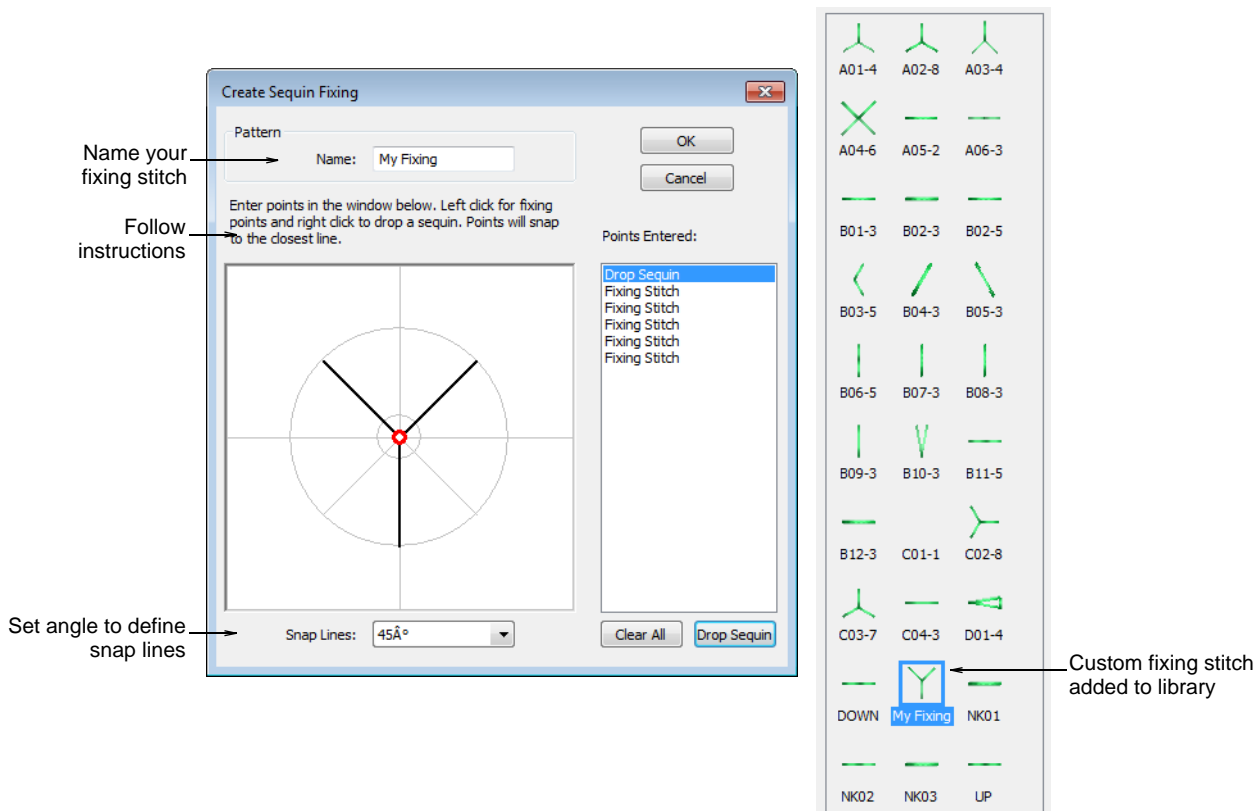 Create Sequin Fixing
Pattern
Name: My Fixing
OK
Cancel
Name your
fixing stitch
Enter points in the window below. Left click for fixing
points and right click to drop a sequin. Points will snap
to the closest line.
Follow
instructions
Points Entered:
Drop Sequin
Fixing Stitch
Fixing Stitch
Fixing Stitch
Fixing Stitch
Fixing Stitch
Set angle to define
snap lines
Snap Lines: 45Â°
Clear All Drop Sequin
A01-4 A02-8 A03-4
A04-6 A05-2 A06-3
B01-3 B02-3 B02-5
B03-5 B04-3 B05-3
B06-5 B07-3 B08-3
B09-3 B10-3 B11-5
B12-3 C01-1 C02-8
C03-7 C04-3 D01-4
DOWN My Fixing NK01
NK02 NK03 UP
Custom fixing stitch
added to library